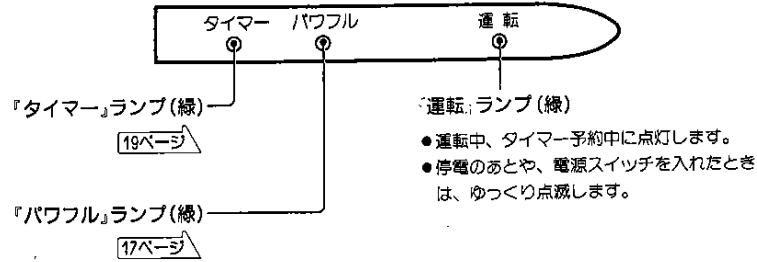 タイマー パワフル 運転
『タイマー』ランプ(緑)
19ページ
『運転』ランプ(緑)
●運転中、タイマー予約中に点灯します。
●停電のあとや、電源スイッチを入れたとき
は、ゆっくり点滅します。
『パワフル』ランプ(緑)
17ページ